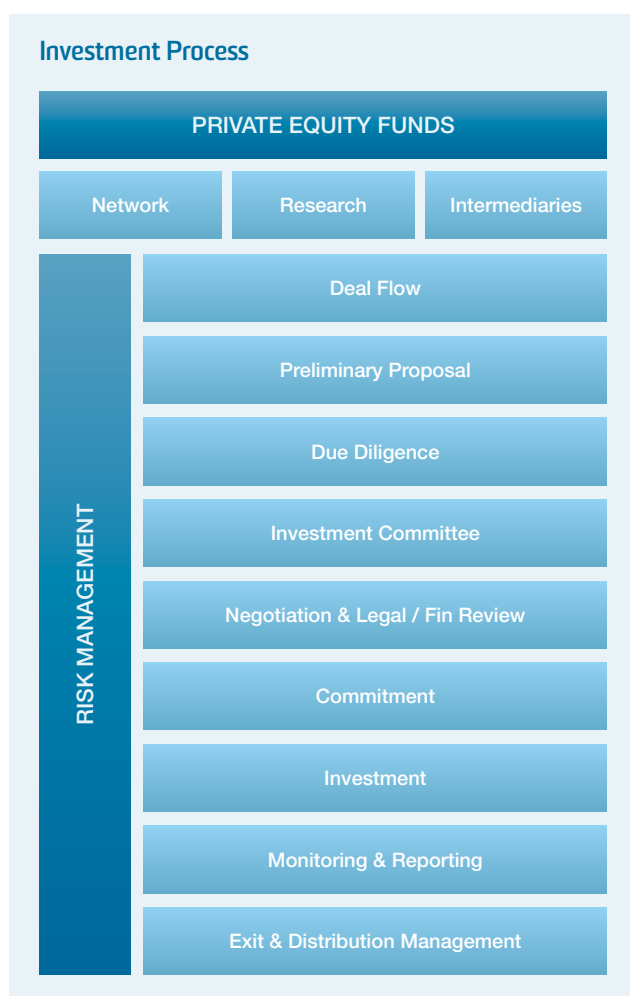 Investment Process
PRIVATE EQUITY FUNDS
Network
Research
Intermediaries
RISK MANAGEMENT
Deal Flow
Preliminary Proposal
Due Diligence
Investment Committee
Negotiation & Legal / Fin Review
Commitment
Investment
Monitoring & Reporting
Exit & Distribution Management